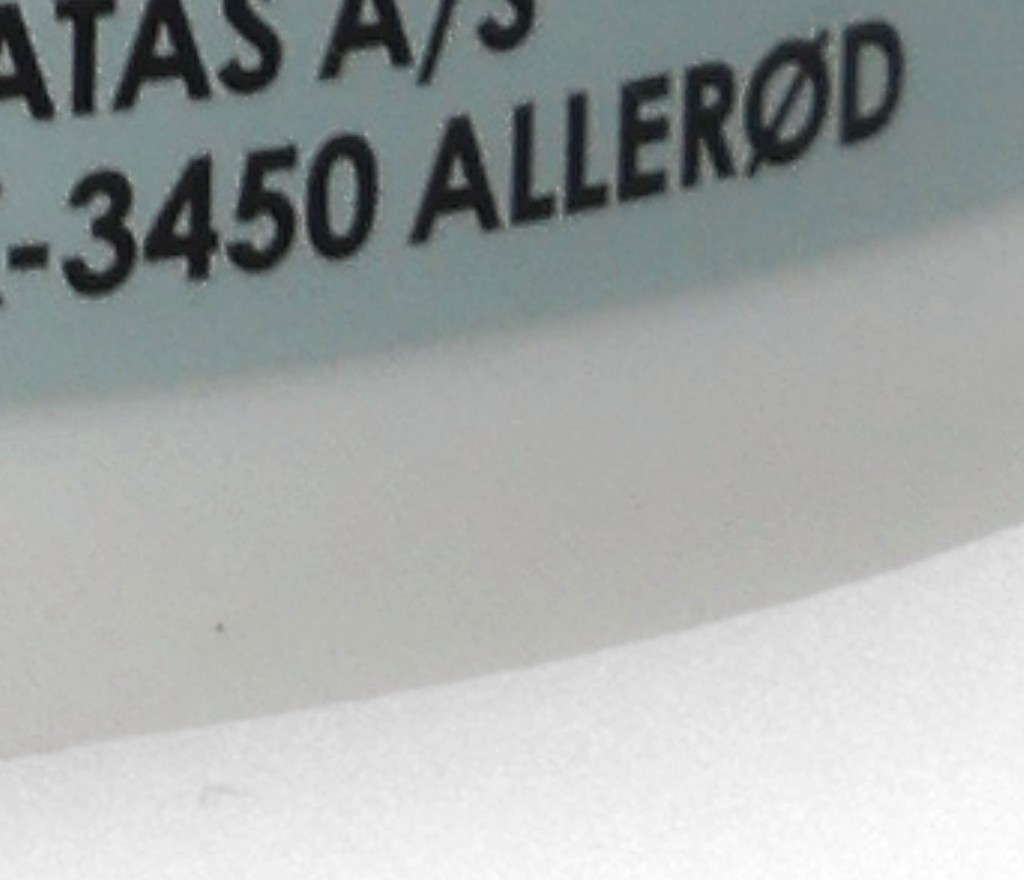 ATAS A/S
-3450 ALLERØD